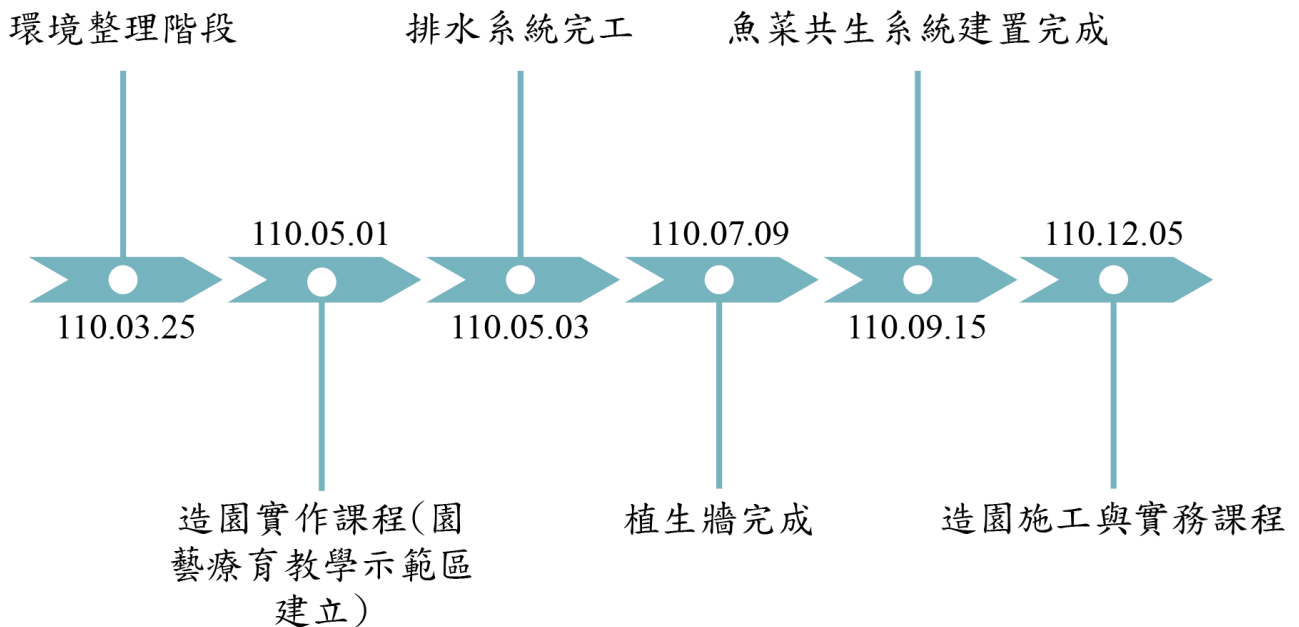 環境整理階段
排水系統完工
魚菜共生系統建置完成
110.05.01
110.07.09
110.12.05
110.03.25
110.05.03
110.09.15
造園實作課程(園
藝療育教學示範區
建立)
植生牆完成
造園施工與實務課程